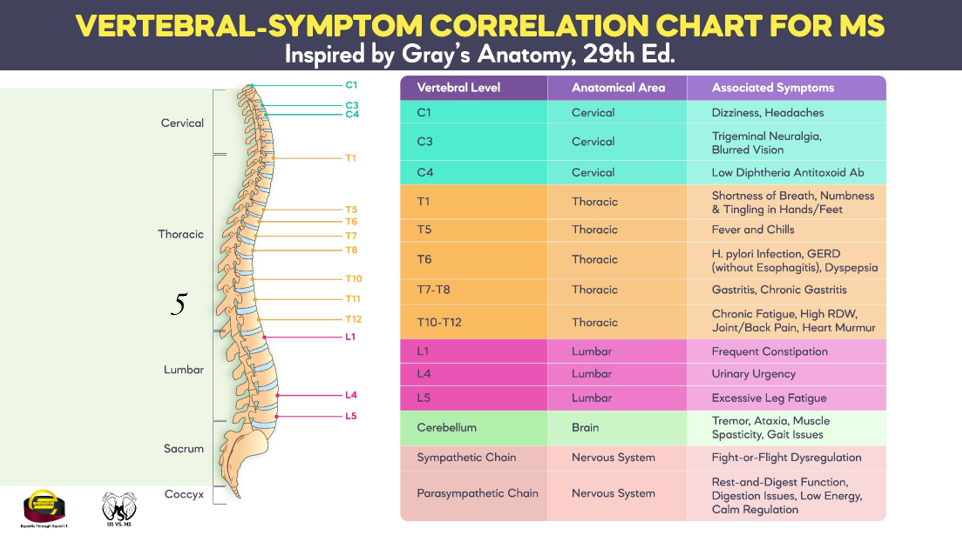 VERTEBRAL-SYMPTOM CORRELATION CHART FOR MS
Inspired by Gray's Anatomy, 29th Ed.
C1
C3
C4
Cervical
T1
T5
T6
Thoracic
T7
T8
T10
5
T11
T12
L1
Lumbar
L4
L5
Sacrum
Coccyx
US VS. MS
Vertebral Level Anatomical Area Associated Symptoms
C1 Cervical Dizziness, Headaches
C3 Cervical Trigeminal Neuralgia,
Blurred Vision
C4 Cervical Low Diphtheria Antitoxoid Ab
T1 Thoracic Shortness of Breath, Numbness
& Tingling in Hands/Feet
T5 Thoracic Fever and Chills
T6 Thoracic H. pylori Infection, GERD
(without Esophagitis), Dyspepsia
T7-T8 Thoracic Gastritis, Chronic Gastritis
T10-T12 Thoracic Chronic Fatigue, High RDW,
Joint/Back Pain, Heart Murmur
L1 Lumbar Frequent Constipation
L4 Lumbar Urinary Urgency
L5 Lumbar Excessive Leg Fatigue
Cerebellum Brain Tremor, Ataxia, Muscle
Spasticity, Gait Issues
Sympathetic Chain Nervous System Fight-or-Flight Dysregulation
Parasympathetic Chain Nervous System Rest-and-Digest Function,
Digestion Issues, Low Energy,
Calm Regulation